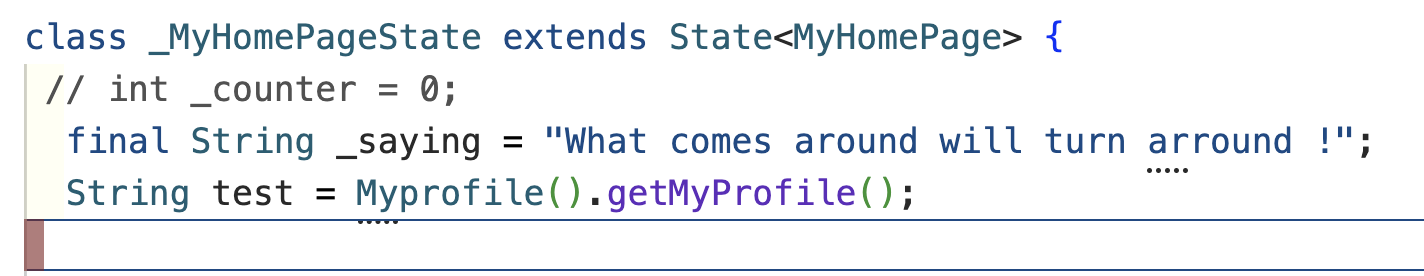 class _MyHomePageState extends State<MyHomePage> {
// int _counter = 0;
final String _saying = "What comes around will turn arround !";
String test = Myprofile().getMyProfile();